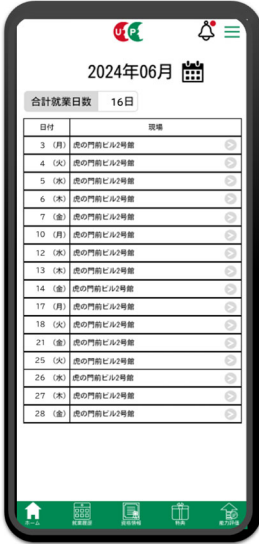 2024年06月
合計就業日数 16日
日付 現場
3 (月) 虎の門前ビル2号館
4 (火) 虎の門前ビル2号館
5 (水) 虎の門前ビル2号館
6 (木) 虎の門前ビル2号館
7 (金) 虎の門前ビル2号館
10 (月) 虎の門前ビル2号館
12 (水) 虎の門前ビル2号館
13 (木) 虎の門前ビル2号館
14 (金) 虎の門前ビル2号館
17 (月) 虎の門前ビル2号館
18 (火) 虎の門前ビル2号館
21 (金) 虎の門前ビル2号館
25 (火) 虎の門前ビル2号館
26 (水) 虎の門前ビル2号館
27 (木) 虎の門前ビル2号館
28 (金) 虎の門前ビル2号館
ホーム 就業履歴 資格情報 特典 能力評価